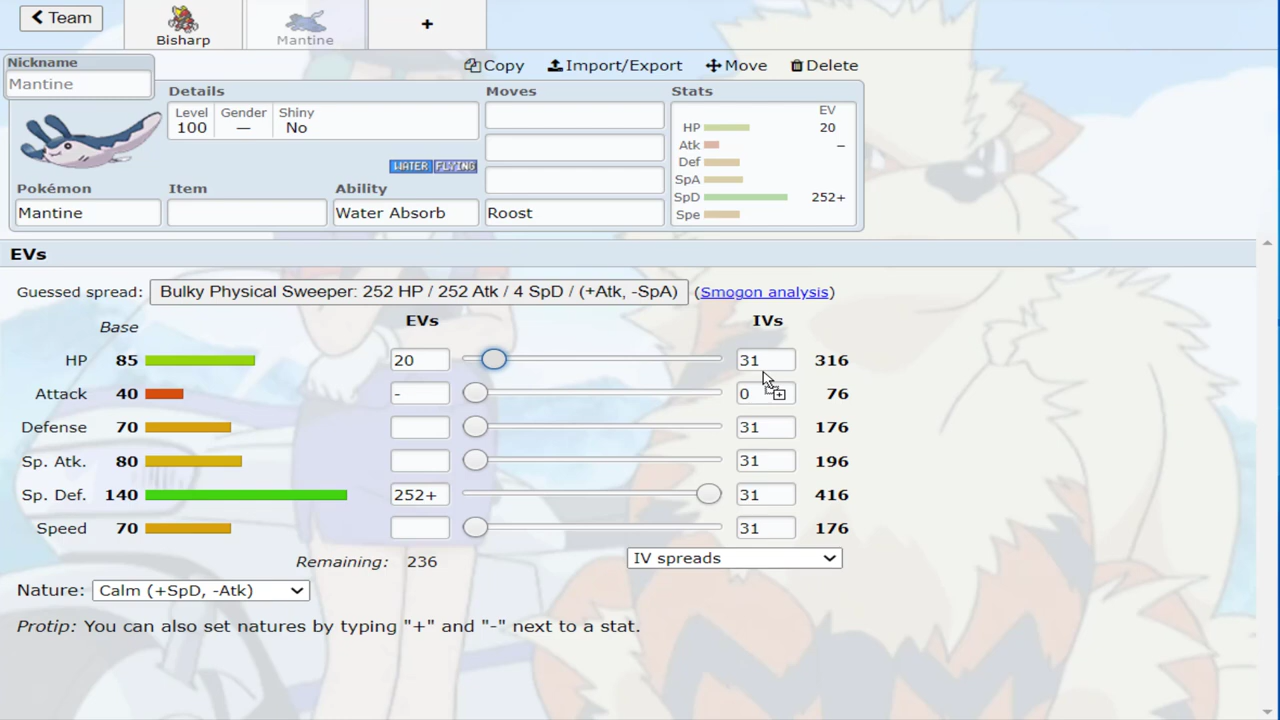 Team
Bisharp
Mantine
+
Nickname
Mantine
Copy Import/Export Move Delete
Details
Moves
Stats
Level Gender Shiny
100 — No
EV
HP 20
Atk –
Def
SpA
SpD 252+
Spe
WATER FLYING
Pokémon Item Ability
Mantine Water Absorb Roost
EVs
Guessed spread: Bulky Physical Sweeper: 252 HP / 252 Atk / 4 SpD / (+Atk, -SpA) (Smogon analysis)
Base EVs IVs
HP 85 20 31 316
Attack 40 - 0 76
Defense 70 31 176
Sp. Atk. 80 31 196
Sp. Def. 140 252+ 31 416
Speed 70 31 176
Remaining: 236 IV spreads
Nature: Calm (+SpD, -Atk)
Protip: You can also set natures by typing "+" and "-" next to a stat.